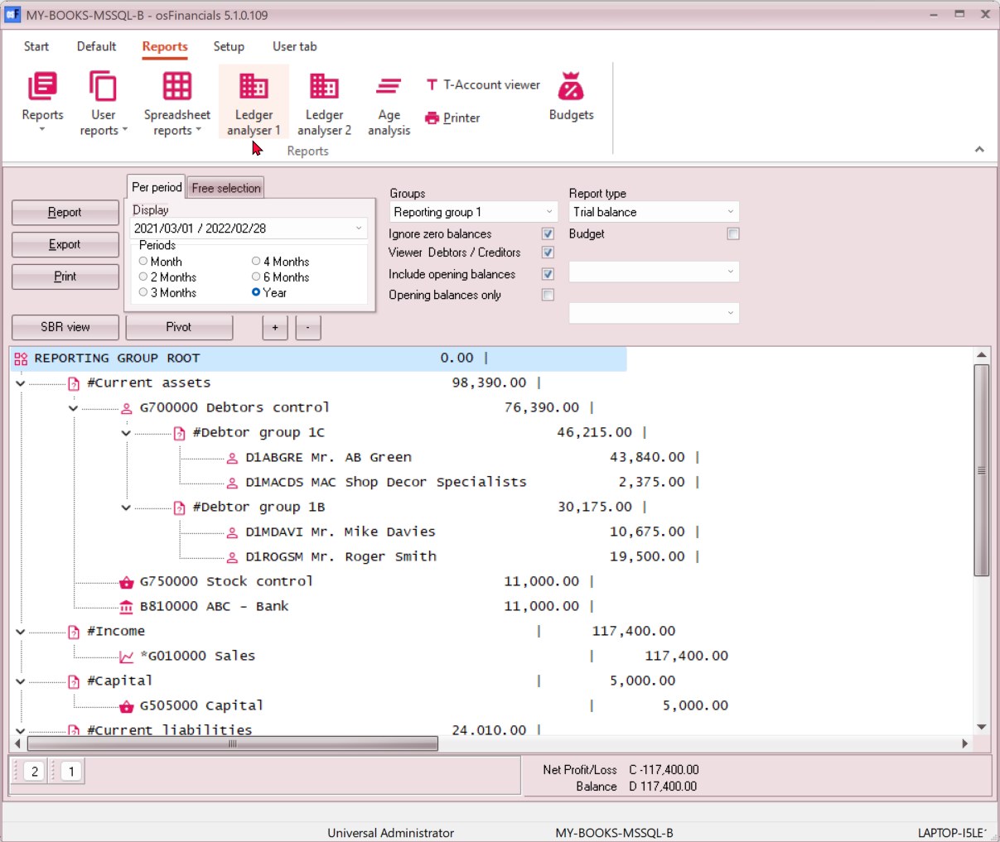 MY-BOOKS-MSSQL-B - osFinancials 5.1.0.109
Start Default Reports Setup User tab
Reports
User reports
Spreadsheet reports
Ledger analyser 1
Ledger analyser 2
Age analysis
T-Account viewer
Printer
Budgets
Reports
Report
Export
Print
Per period Free selection
Display
2021/03/01 / 2022/02/28
Periods
Month 4 Months
2 Months 6 Months
3 Months Year
Groups
Reporting group 1
Ignore zero balances
Viewer Debtors / Creditors
Include opening balances
Opening balances only
Report type
Trial balance
Budget
SBR view Pivot + -
REPORTING GROUP ROOT 0.00 |
#Current assets 98,390.00 |
G700000 Debtors control 76,390.00 |
#Debtor group 1C 46,215.00 |
D1ABGRE Mr. AB Green 43,840.00 |
D1MACDS MAC Shop Decor Specialists 2,375.00 |
#Debtor group 1B 30,175.00 |
D1MDAVI Mr. Mike Davies 10,675.00 |
D1ROGSM Mr. Roger Smith 19,500.00 |
G750000 Stock control 11,000.00 |
B810000 ABC - Bank 11,000.00 |
#Income | 117,400.00
*G010000 Sales | 117,400.00
#Capital | 5,000.00
G505000 Capital | 5,000.00
#Current liabilities 24.010.00 |
2 1
Net Profit/Loss C -117,400.00
Balance D 117,400.00
Universal Administrator MY-BOOKS-MSSQL-B LAPTOP-I5LE